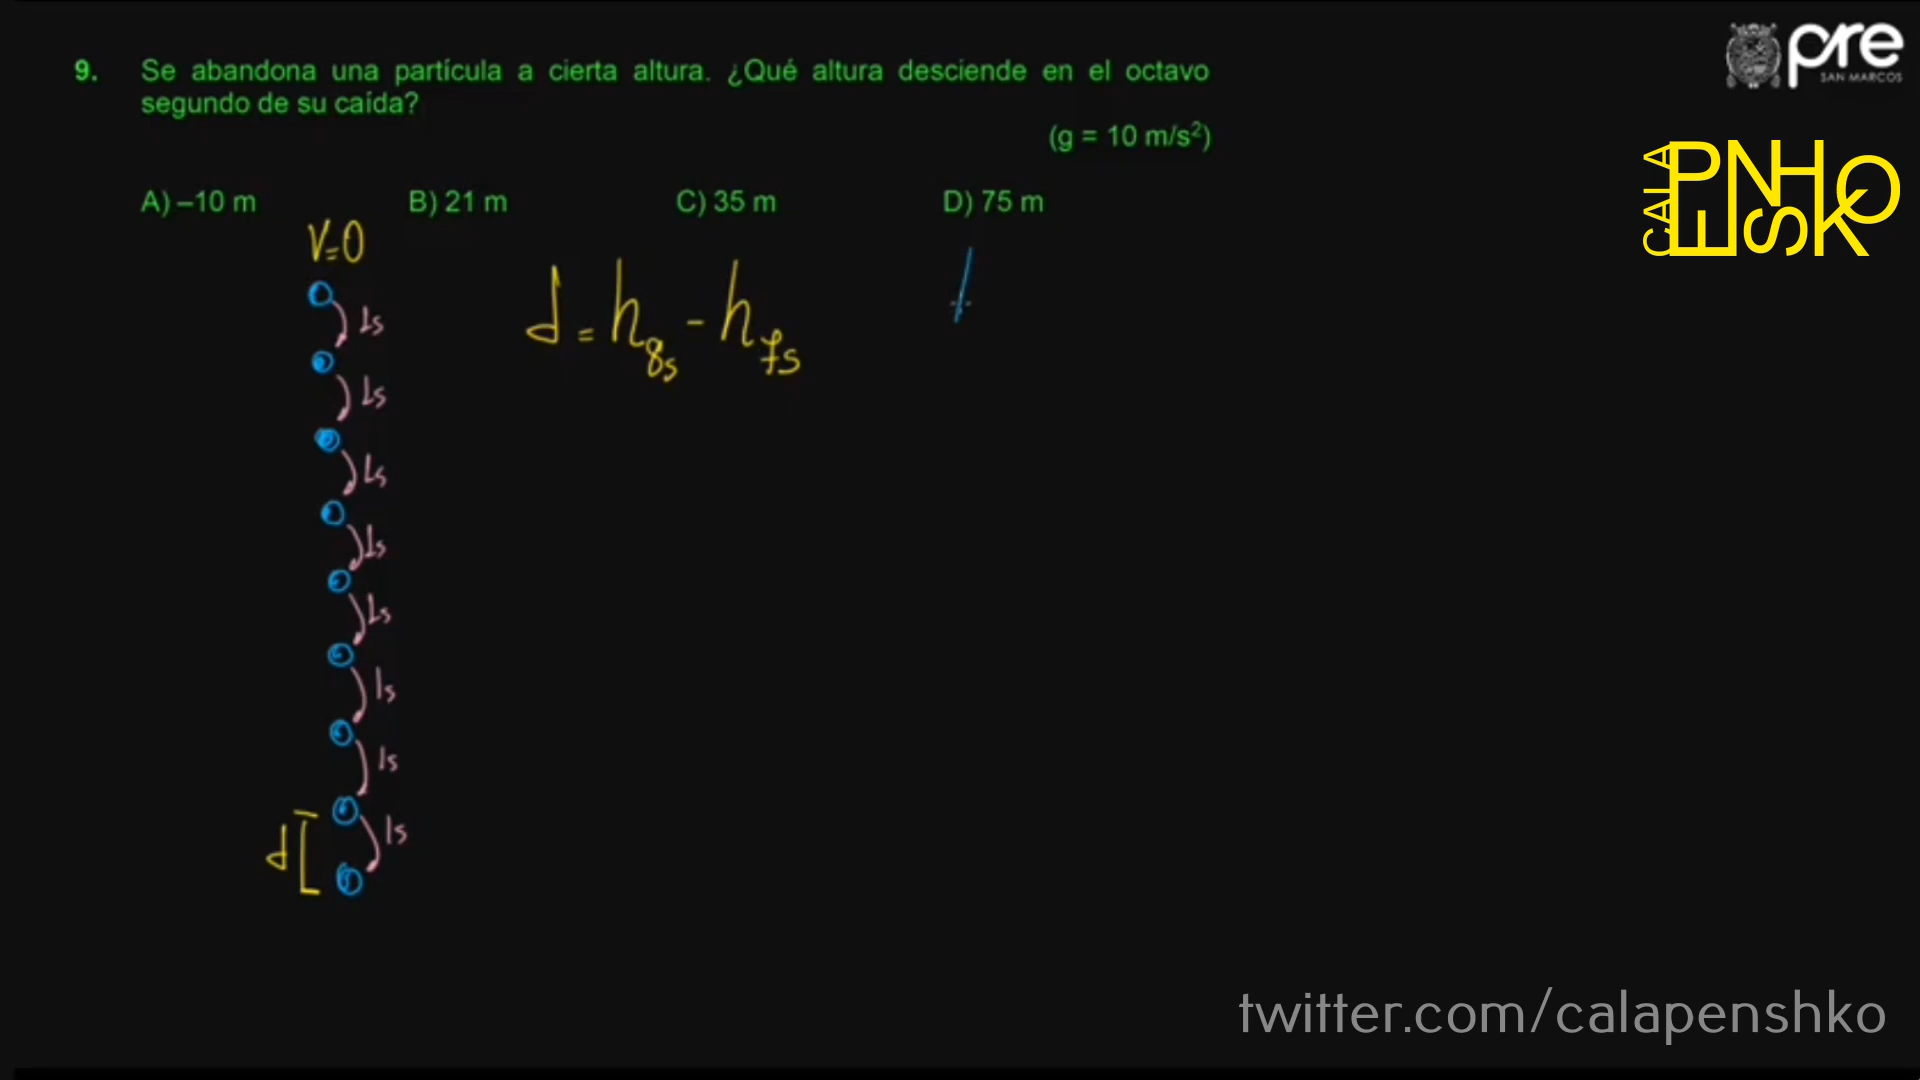 9. Se abandona una partícula a cierta altura. ¿Qué altura desciende en el octavo
segundo de su caída?
(g = 10 m/s²)
A) –10 m B) 21 m C) 35 m D) 75 m
V=0
1s
1s
1s
1s
1s
1s
1s
1s
d
d = h8s - h7s
pre
SAN MARCOS
CALA
PENSHKO
twitter.com/calapenshko